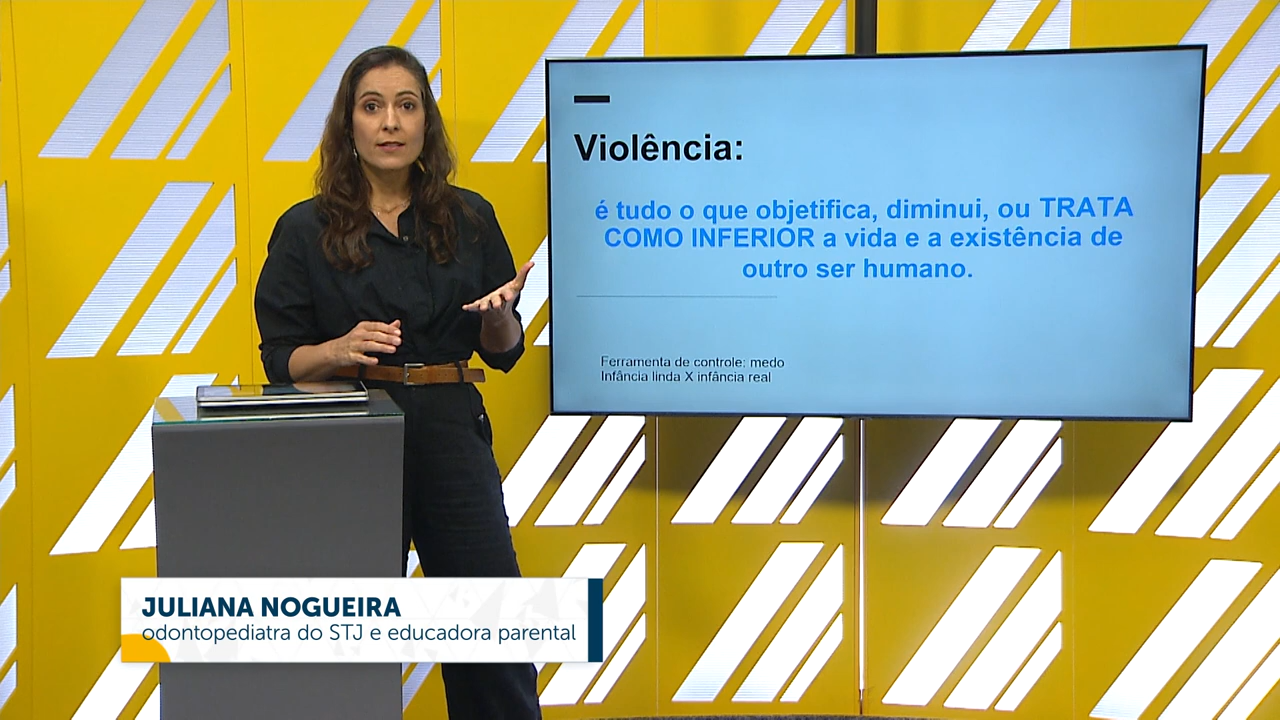 Violência:
é tudo o que objetifica, diminui, ou TRATA
COMO INFERIOR a vida e a existência de
outro ser humano.
Ferramenta de controle: medo
Infância linda X infância real
JULIANA NOGUEIRA
odontopediatra do STJ e educadora parental